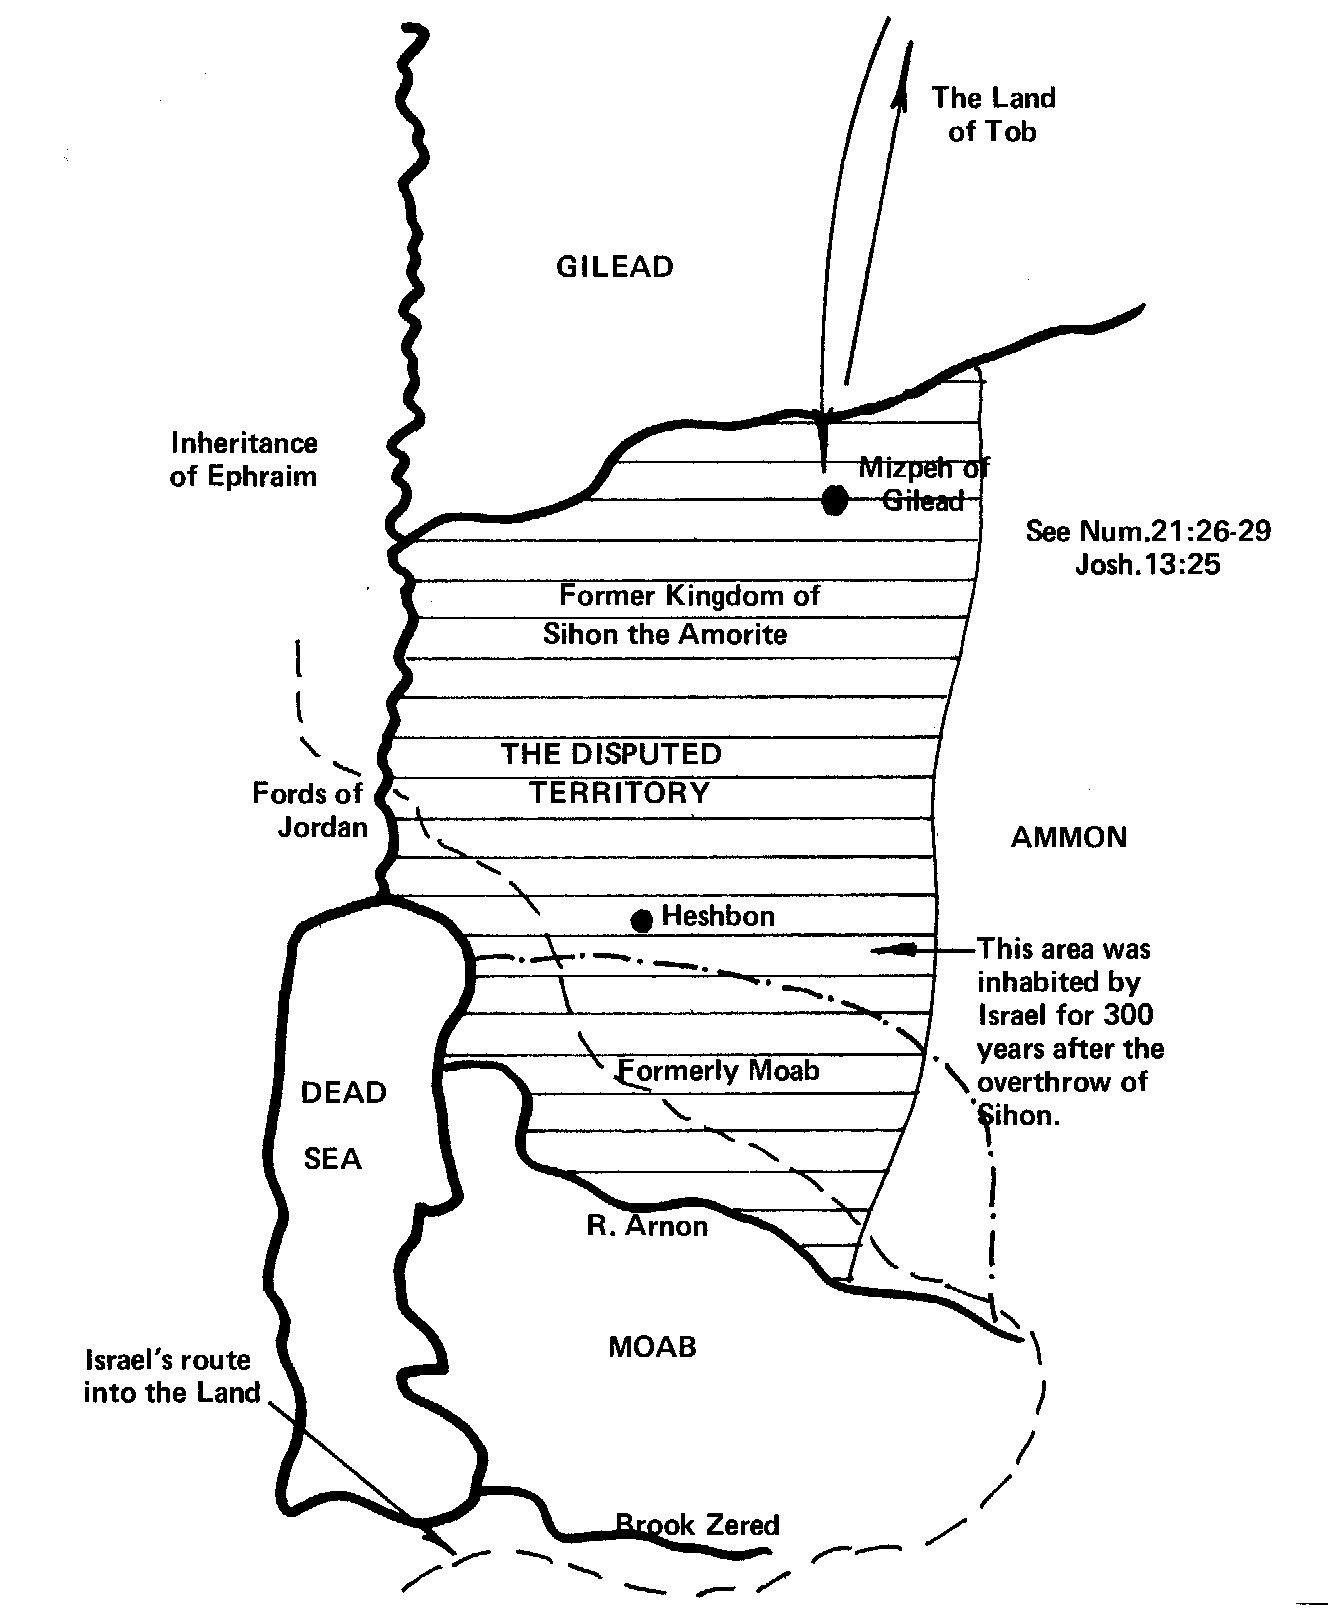 The Land
of Tob
GILEAD
Inheritance
of Ephraim
Mizpeh of
Gilead
See Num.21:26-29
Josh.13:25
Former Kingdom of
Sihon the Amorite
THE DISPUTED
TERRITORY
Fords of
Jordan
AMMON
Heshbon
This area was
inhabited by
Israel for 300
years after the
overthrow of
Sihon.
Formerly Moab
DEAD
SEA
R. Arnon
MOAB
Israel's route
into the Land
Brook Zered